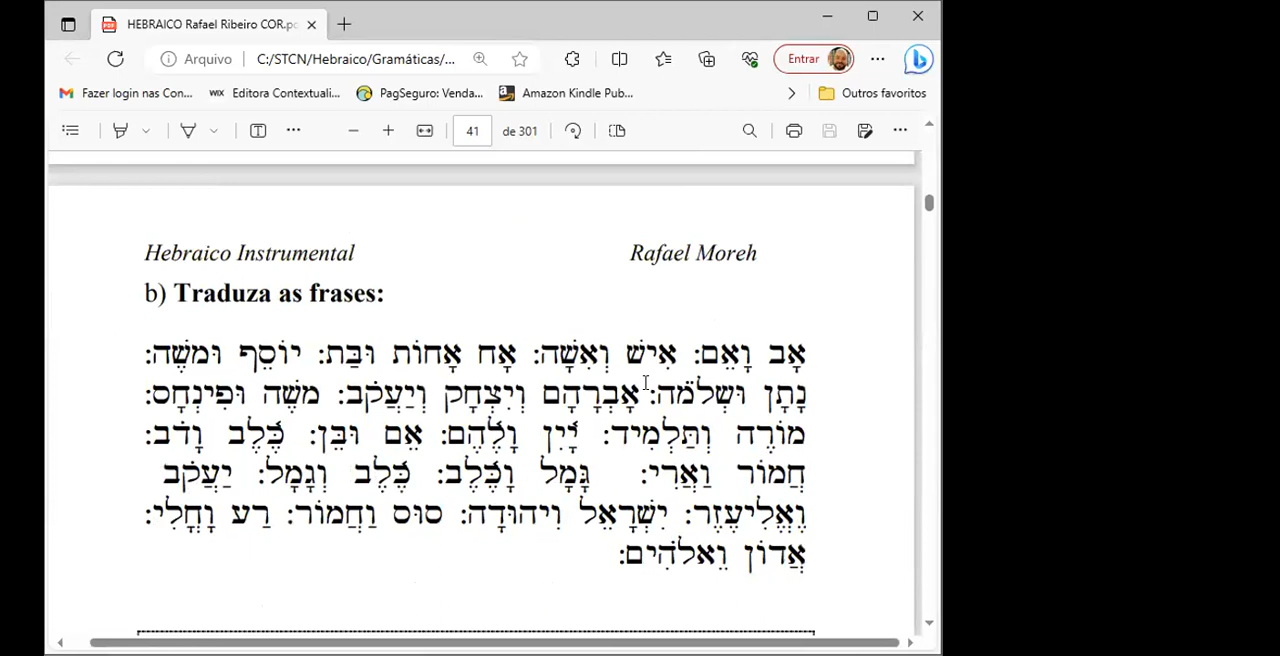 HEBRAICO Rafael Ribeiro COR.pc
Arquivo C:/STCN/Hebraico/Gramáticas/... Entrar
Fazer login nas Con... Editora Contextuali... PagSeguro: Venda... Amazon Kindle Pub... Outros favoritos
41 de 301
Hebraico Instrumental Rafael Moreh
b) Traduza as frases:
אָב וָאֵם: אִישׁ וְאִשָּׁה: אָח אָחוֹת וּבַּת: יוֹסֵף וּמֹשֶׁה:
נָתָן וּשְׁלֹמֹה: אַבְרָהָם וְיִצְחָק וְיַעֲקֹב: מֹשֶׁה וּפִינְחָס:
מוֹרֶה וְתַּלְמִיד: יַּ֫יִן וָלֶ֫הֶם: אֵם וּבֵּן: כֶּ֫לֶב וָדֹב:
חֲמוֹר וַאֲרִי: גָּמָל וָכֶּ֫לֶב: כֶּ֫לֶב וְגָמָל: יַעֲקֹב
וֶאֱלִיעֶזֶר: יִשְׂרָאֵל וִיהוּדָה: סוּס וַחֲמוֹר: רַע וָחֳלִי:
אֲדוֹן וֵאלֹהִים: